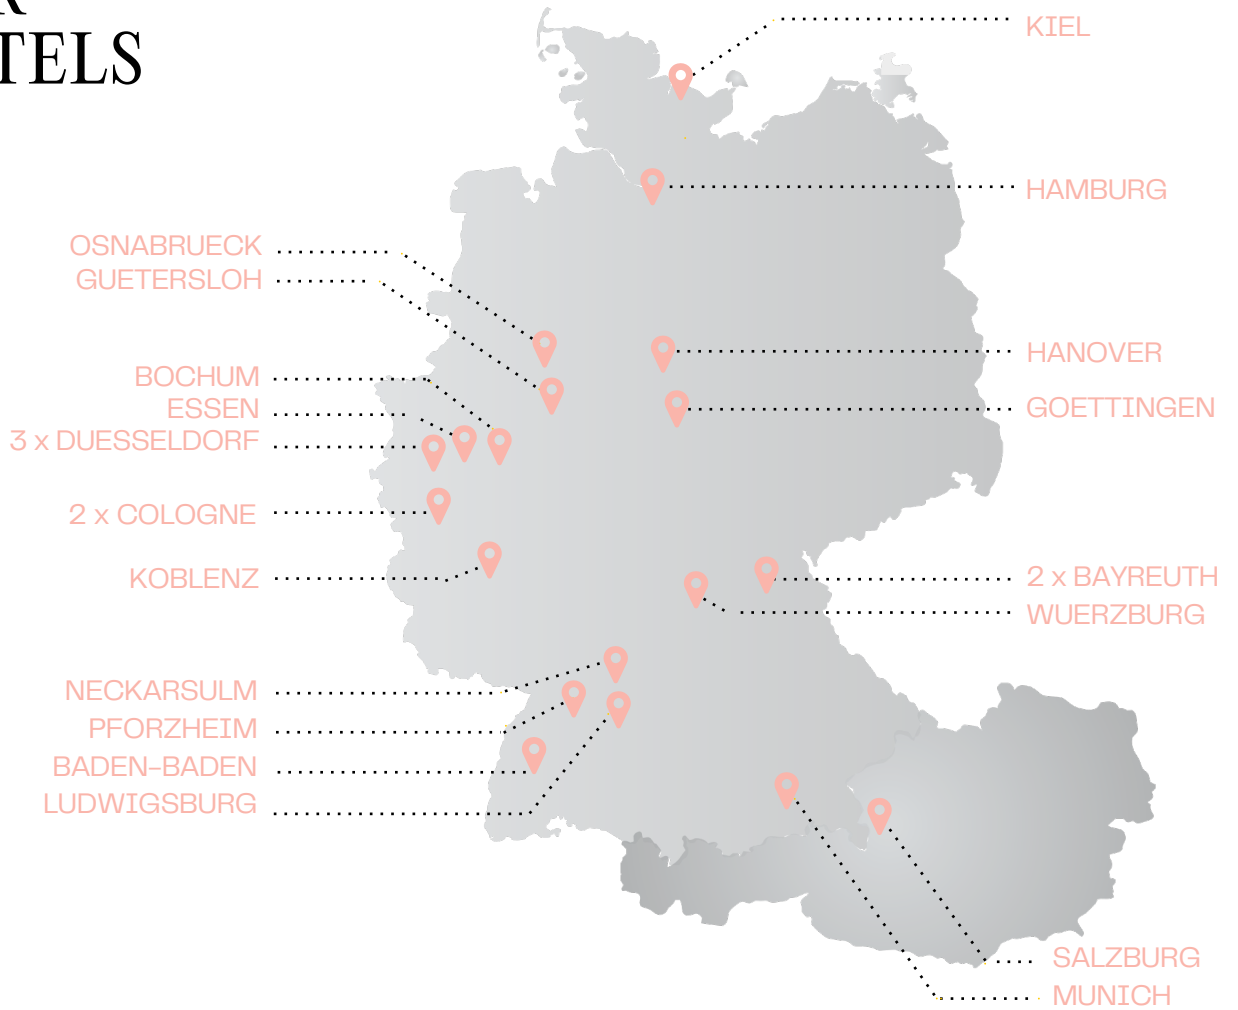 TELS
KIEL
HAMBURG
OSNABRUECK
GUETERSLOH
HANOVER
BOCHUM
ESSEN
GOETTINGEN
3 x DUESSELDORF
2 x COLOGNE
KOBLENZ
2 x BAYREUTH
WUERZBURG
NECKARSULM
PFORZHEIM
BADEN-BADEN
LUDWIGSBURG
SALZBURG
MUNICH